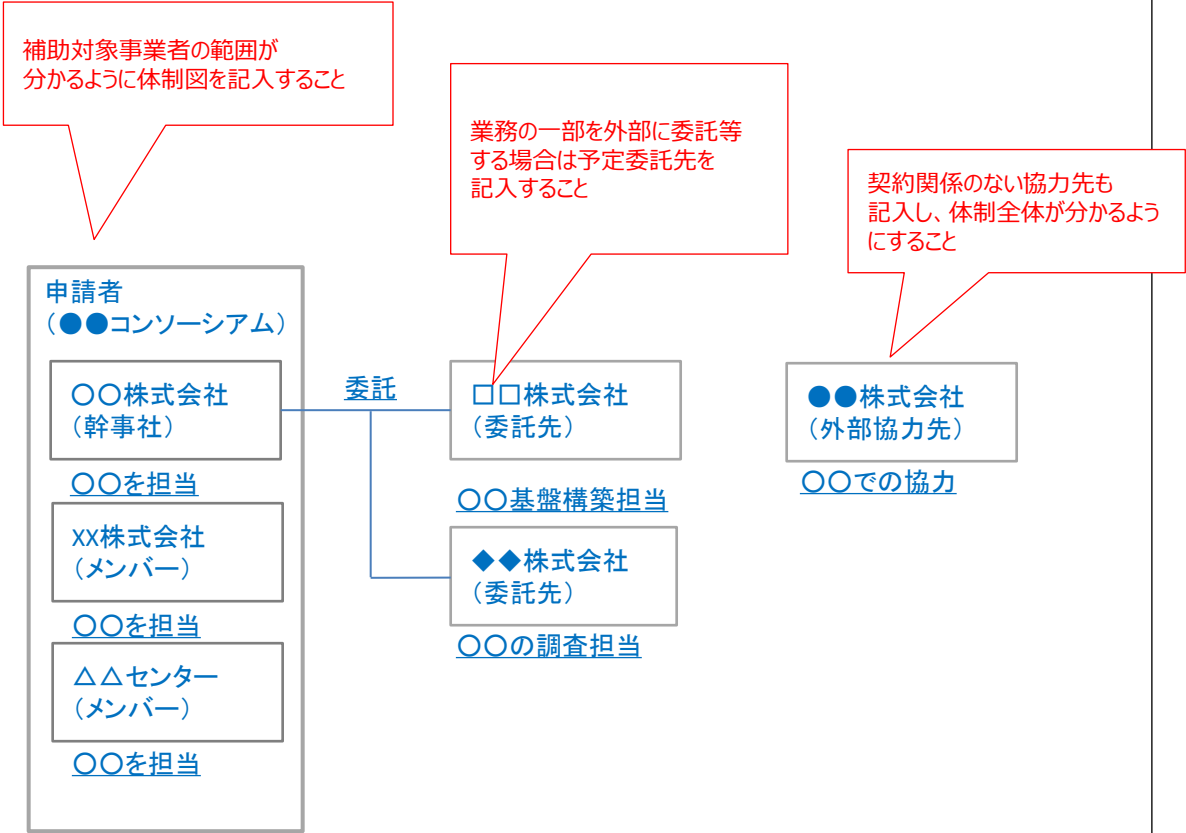 補助対象事業者の範囲が
分かるように体制図を記入すること
業務の一部を外部に委託等
する場合は予定委託先を
記入すること
契約関係のない協力先も
記入し、体制全体が分かるよう
にすること
申請者
（●●コンソーシアム）
〇〇株式会社
（幹事社）
〇〇を担当
xx株式会社
（メンバー）
〇〇を担当
△△センター
（メンバー）
〇〇を担当
委託
□□株式会社
（委託先）
〇〇基盤構築担当
◆◆株式会社
（委託先）
〇〇の調査担当
●●株式会社
（外部協力先）
〇〇での協力